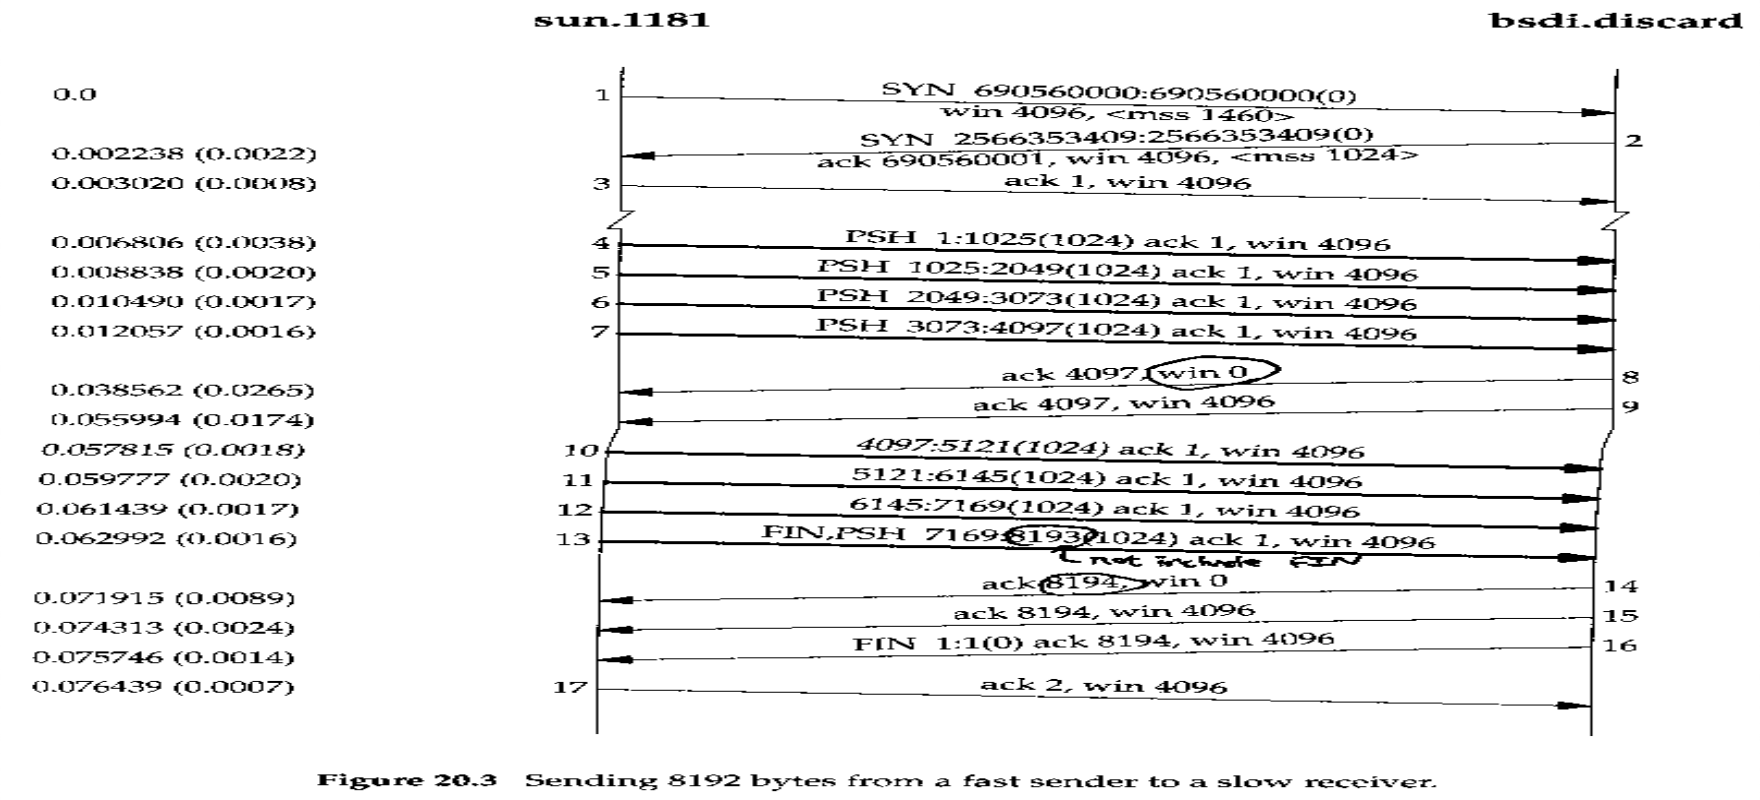 sun.1181 bsdi.discard
0.0 1 SYN 690560000:690560000(0)
win 4096, <mss 1460>
SYN 2566353409:2566353409(0) 2
0.002238 (0.0022) ack 690560001, win 4096, <mss 1024>
0.003020 (0.0008) 3 ack 1, win 4096
0.006806 (0.0038) 4 PSH 1:1025(1024) ack 1, win 4096
0.008838 (0.0020) 5 PSH 1025:2049(1024) ack 1, win 4096
0.010490 (0.0017) 6 PSH 2049:3073(1024) ack 1, win 4096
0.012057 (0.0016) 7 PSH 3073:4097(1024) ack 1, win 4096
0.038562 (0.0265) ack 4097, win 0 8
0.055994 (0.0174) ack 4097, win 4096 9
0.057815 (0.0018) 10 4097:5121(1024) ack 1, win 4096
0.059777 (0.0020) 11 5121:6145(1024) ack 1, win 4096
0.061439 (0.0017) 12 6145:7169(1024) ack 1, win 4096
0.062992 (0.0016) 13 FIN,PSH 7169:8193(1024) ack 1, win 4096
not include FIN
0.071915 (0.0089) ack 8194, win 0 14
0.074313 (0.0024) ack 8194, win 4096 15
0.075746 (0.0014) FIN 1:1(0) ack 8194, win 4096 16
0.076439 (0.0007) 17 ack 2, win 4096
Figure 20.3 Sending 8192 bytes from a fast sender to a slow receiver.